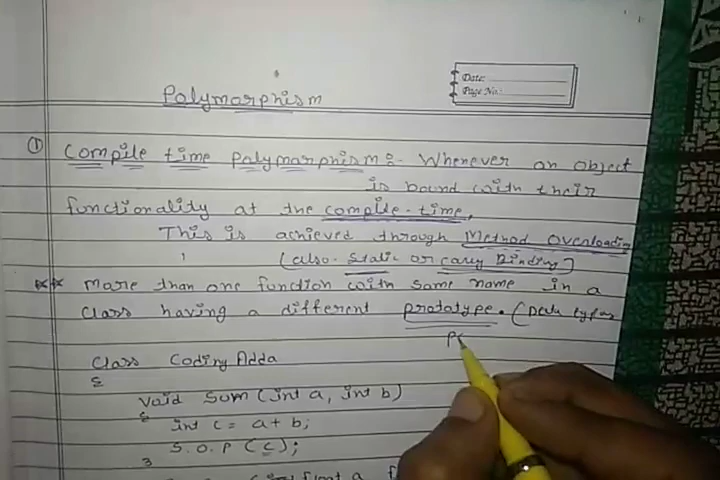 Date:
Page No.:
Polymorphism
① Compile time Polymorphism :- Whenever an object
is bound with their
functionality at the compile-time.
This is achieved through Method Overloading
(also static or early Binding)
** More than one function with same name in a
class having a different prototype. (Data types
class Coding Adda
{
void sum (int a, int b)
{
int c = a + b;
S.O.P (c);
}
float a